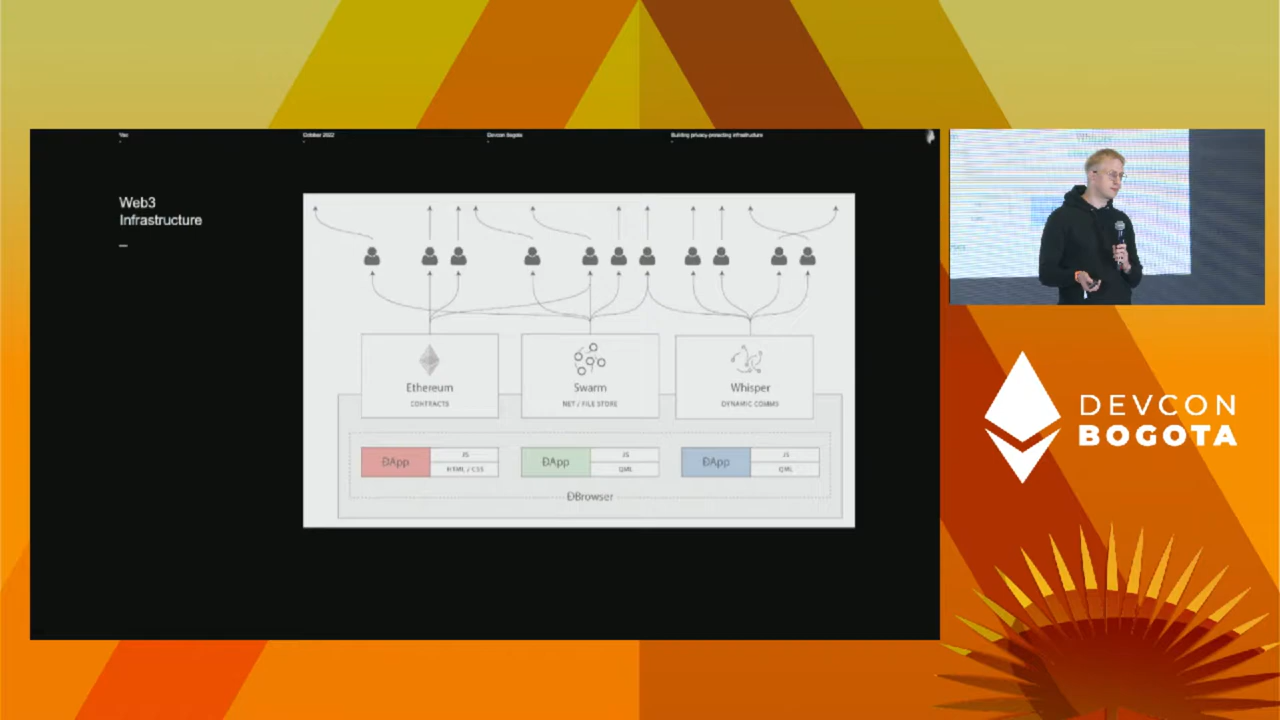 Vac
October 2022
Devcon Bogota
Building privacy-protecting infrastructure
Web3
Infrastructure
—
Ethereum
CONTRACTS
Swarm
NET / FILE STORE
Whisper
DYNAMIC COMMS
ĐApp
JS
HTML / CSS
ĐApp
JS
QML
ĐApp
JS
QML
ĐBrowser
DEVCON
BOGOTA